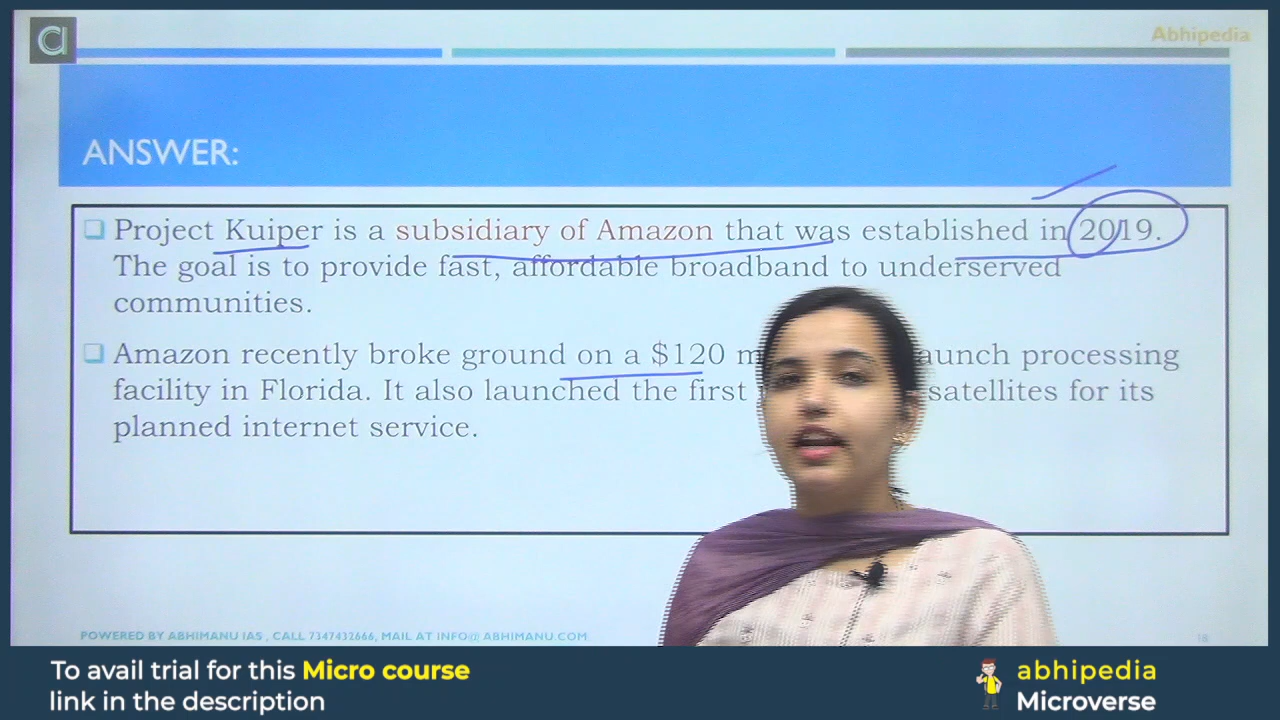 Abhipedia
ANSWER:
Project Kuiper is a subsidiary of Amazon that was established in 2019.
The goal is to provide fast, affordable broadband to underserved
communities.
Amazon recently broke ground on a $120 aunch processing
facility in Florida. It also launched the first satellites for its
planned internet service.
POWERED BY ABHIMANU IAS , CALL 7347432666, MAIL AT INFO@ABHIMANU.COM
18
To avail trial for this Micro course
link in the description
abhipedia
Microverse